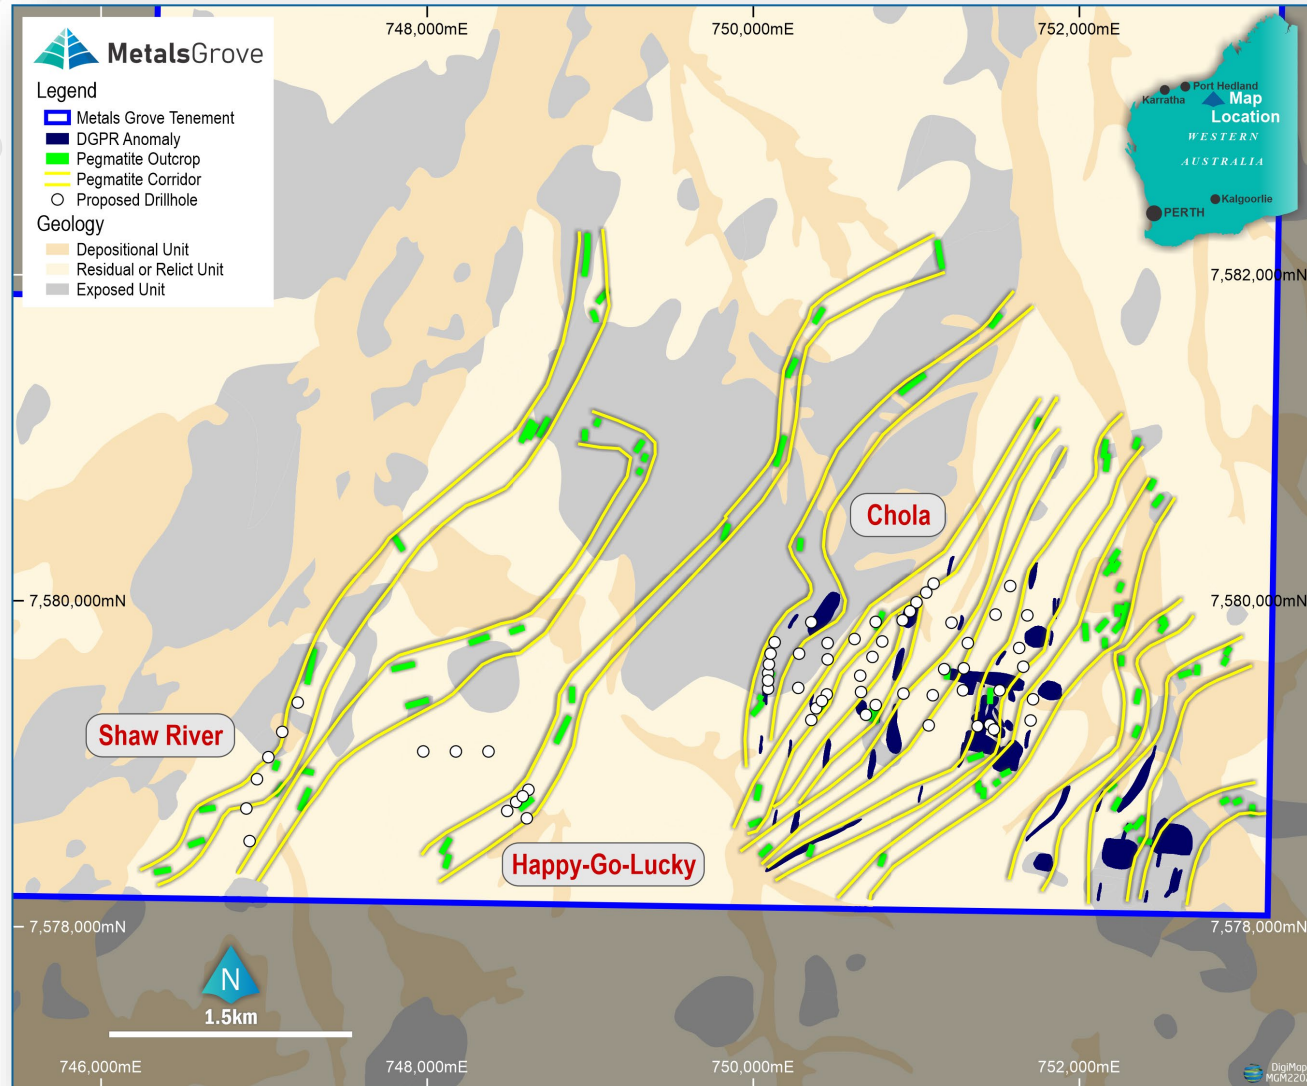 748,000mE
750,000mE
752,000mE
MetalsGrove
Legend
Metals Grove Tenement
DGPR Anomaly
Pegmatite Outcrop
Pegmatite Corridor
Proposed Drillhole
Geology
Depositional Unit
Residual or Relict Unit
Exposed Unit
Port Hedland
Karratha
Map
Location
WESTERN
AUSTRALIA
Kalgoorlie
PERTH
7,582,000mN
Chola
7,580,000mN
7,580,000mN
Shaw River
Happy-Go-Lucky
7,578,000mN
7,578,000mN
N
1.5km
746,000mE
748,000mE
750,000mE
752,000mE
DigiMap